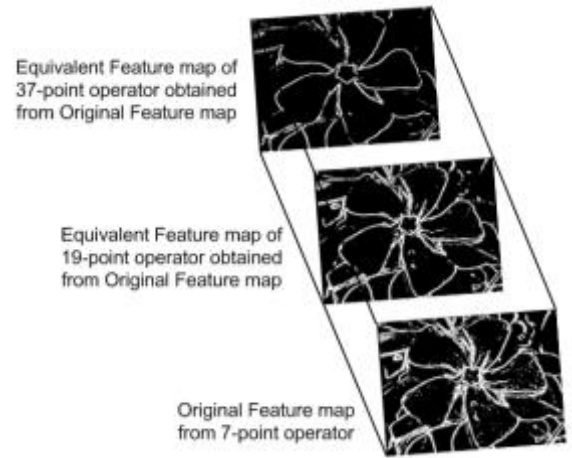 Equivalent Feature map of
37-point operator obtained
from Original Feature map
Equivalent Feature map of
19-point operator obtained
from Original Feature map
Original Feature map
from 7-point operator